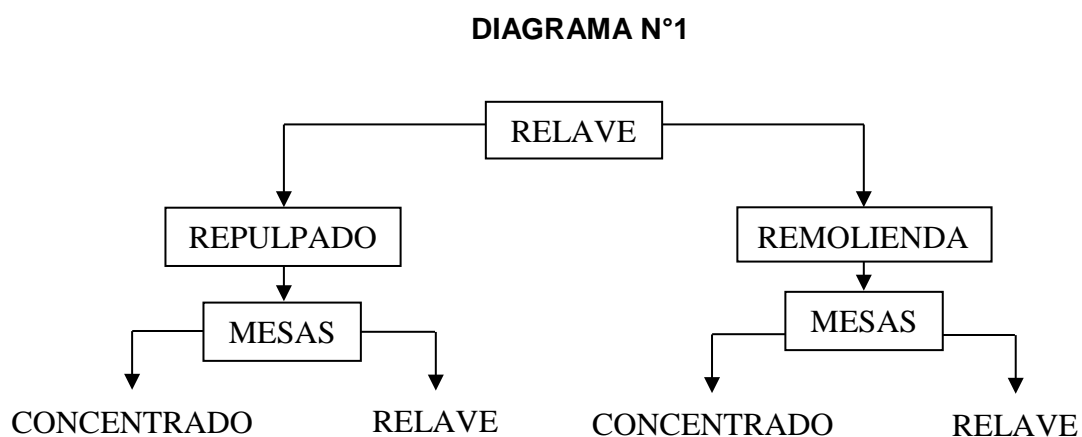 DIAGRAMA N°1
RELAVE
REPULPADO
REMOLIENDA
MESAS
MESAS
CONCENTRADO
RELAVE
CONCENTRADO
RELAVE